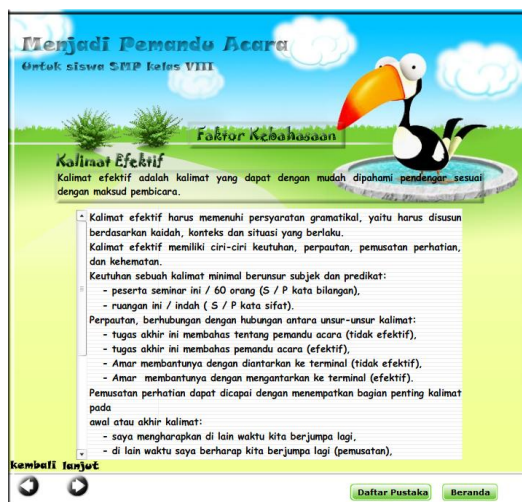 Menjadi Pemandu Acara
Untuk siswa SMP kelas VIII
Faktor Kebahasaan
Kalimat Efektif
Kalimat efektif adalah kalimat yang dapat dengan mudah dipahami pendengar sesuai
dengan maksud pembicara.
Kalimat efektif harus memenuhi persyaratan gramatikal, yaitu harus disusun
berdasarkan kaidah, konteks dan situasi yang berlaku.
Kalimat efektif memiliki ciri-ciri keutuhan, perpautan, pemusatan perhatian,
dan kehematan.
Keutuhan sebuah kalimat minimal berunsur subjek dan predikat:
- peserta seminar ini / 60 orang (S / P kata bilangan),
- ruangan ini / indah ( S / P kata sifat).
Perpautan, berhubungan dengan hubungan antara unsur-unsur kalimat:
- tugas akhir ini membahas tentang pemandu acara (tidak efektif),
- tugas akhir ini membahas pemandu acara (efektif),
- Amar membantunya dengan diantarkan ke terminal (tidak efektif),
- Amar membantunya dengan mengantarkan ke terminal (efektif).
Pemusatan perhatian dapat dicapai dengan menempatkan bagian penting kalimat
pada
awal atau akhir kalimat:
- saya mengharapkan di lain waktu kita berjumpa lagi,
- di lain waktu saya berharap kita berjumpa lagi (pemusatan),
kembali lanjut
Daftar Pustaka Beranda